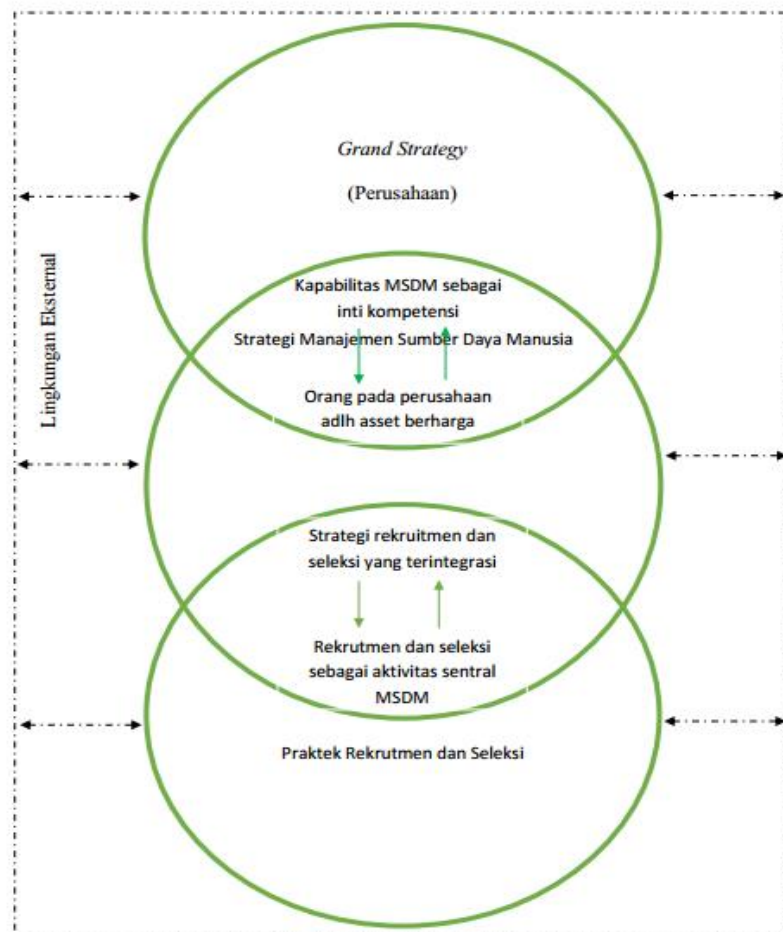 Grand Strategy
(Perusahaan)
Lingkungan Eksternal
Kapabilitas MSDM sebagai
inti kompetensi
Strategi Manajemen Sumber Daya Manusia
Orang pada perusahaan
adlh asset berharga
Strategi rekruitmen dan
seleksi yang terintegrasi
Rekrutmen dan seleksi
sebagai aktivitas sentral
MSDM
Praktek Rekrutmen dan Seleksi